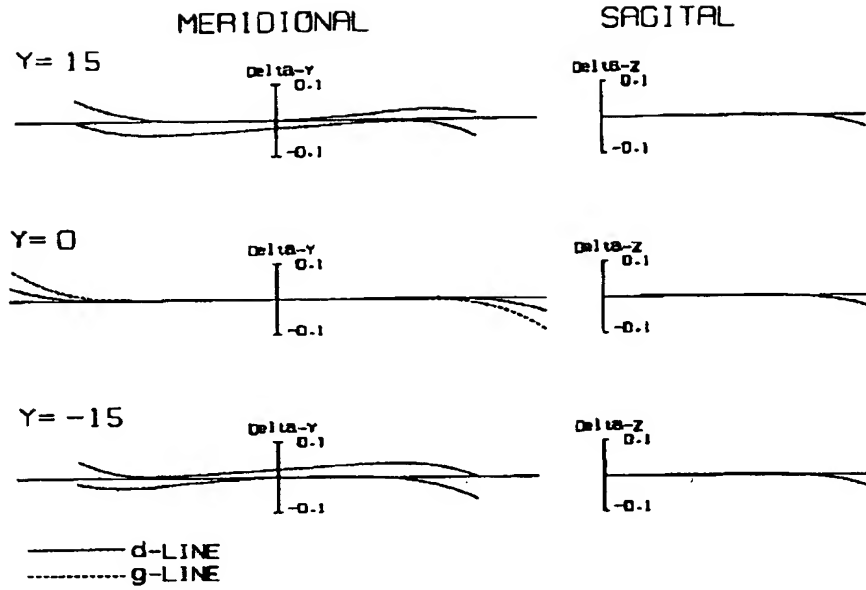 MERIDIONAL SAGITAL
Y= 15
Delta-Y
0.1
-0.1
Delta-Z
0.1
-0.1
Y= 0
Delta-Y
0.1
-0.1
Delta-Z
0.1
-0.1
Y= -15
Delta-Y
0.1
-0.1
Delta-Z
0.1
-0.1
d-LINE
g-LINE